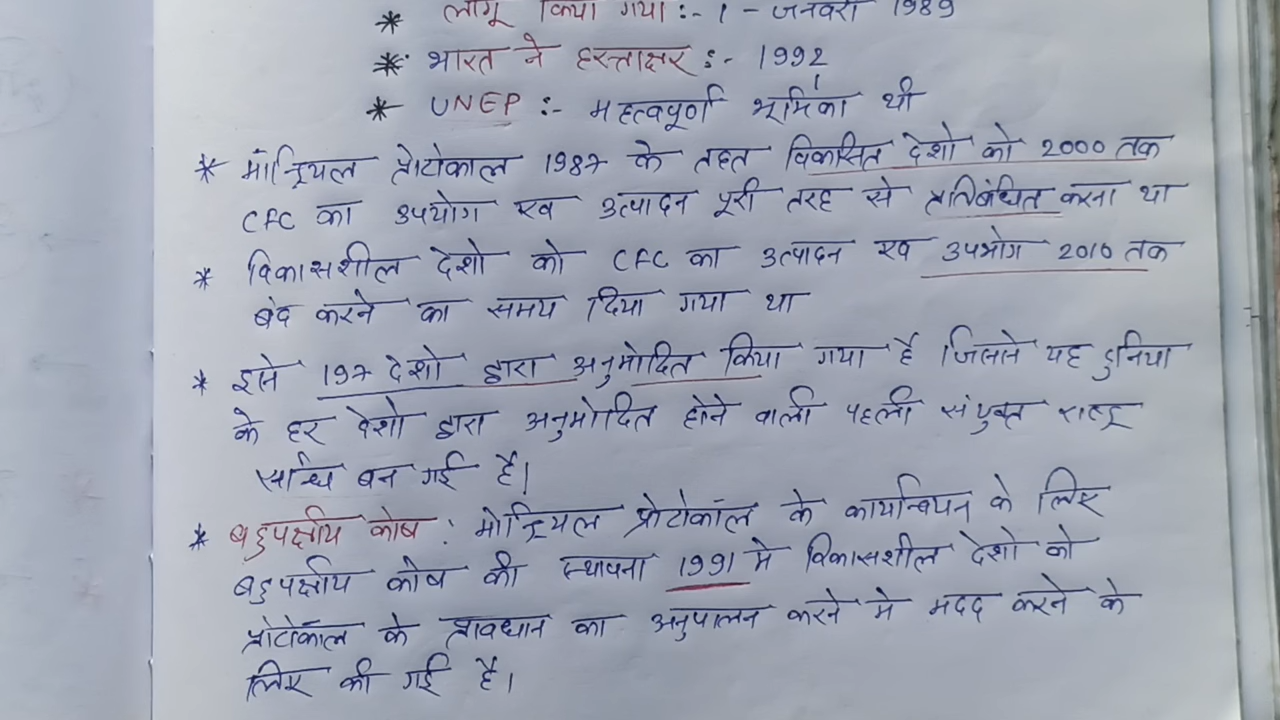 * लागू किया गया :- 1 - जनवरी 1989
* भारत ने हस्ताक्षर :- 1992
* UNEP :- महत्वपूर्ण भूमिका थी
* मॉन्ट्रियल प्रोटोकाल 1987 के तहत विकसित देशो को 2000 तक
CFC का उपयोग एव उत्पादन पूरी तरह से प्रतिबंधित करना था
* विकासशील देशो को CFC का उत्पादन एव उपभोग 2010 तक
बंद करने का समय दिया गया था
* इसे 197 देशो द्वारा अनुमोदित किया गया है जिससे यह दुनिया
के हर देशो द्वारा अनुमोदित होने वाली पहली संयुक्त राष्ट्र
सन्धि बन गई है।
* बहुपक्षीय कोष : मोन्ट्रियल प्रोटोकॉल के कार्यान्वियन के लिए
बहुपक्षीय कोष की स्थापना 1991 मे विकासशील देशो को
प्रोटोकॉल के प्रावधान का अनुपालन करने मे मदद करने के
लिए की गई है।